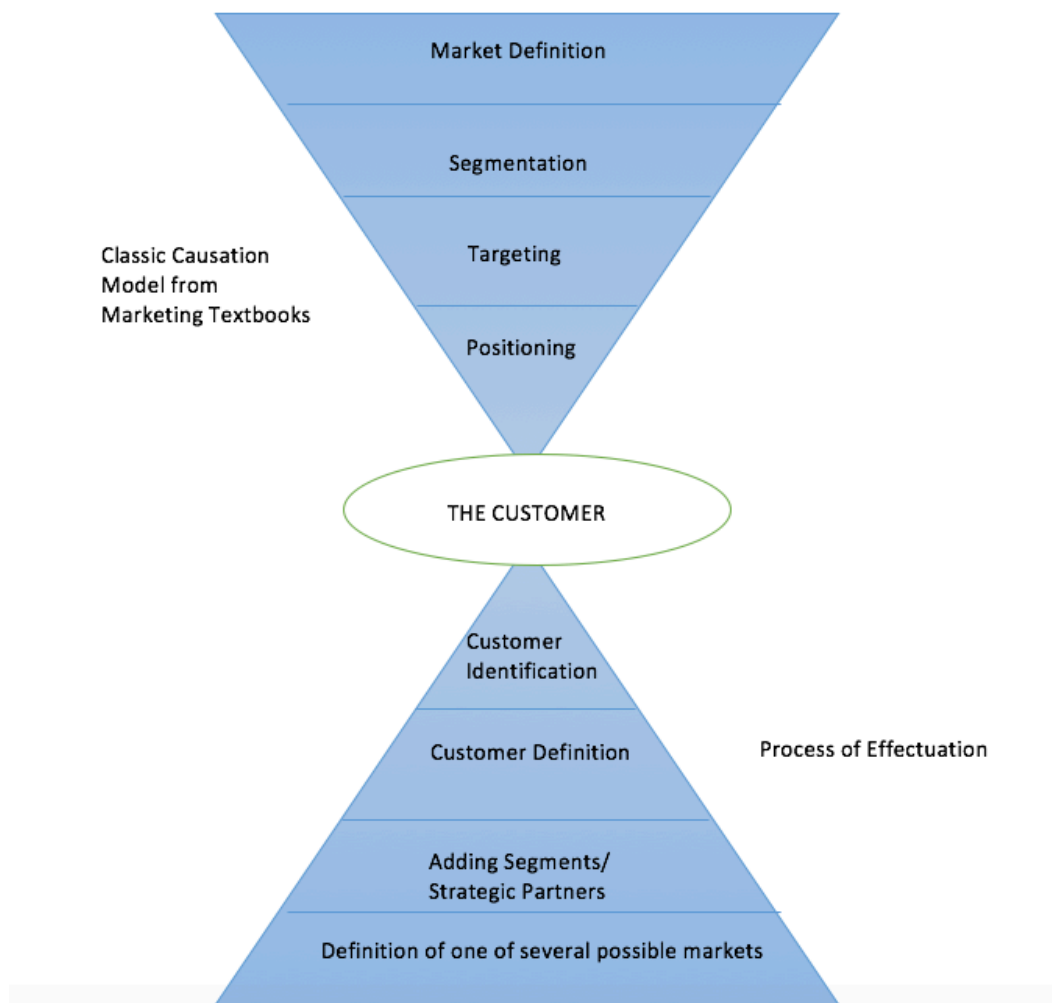 Market Definition
Segmentation
Targeting
Classic Causation
Model from
Marketing Textbooks
Positioning
THE CUSTOMER
Customer
Identification
Customer Definition
Process of Effectuation
Adding Segments/
Strategic Partners
Definition of one of several possible markets